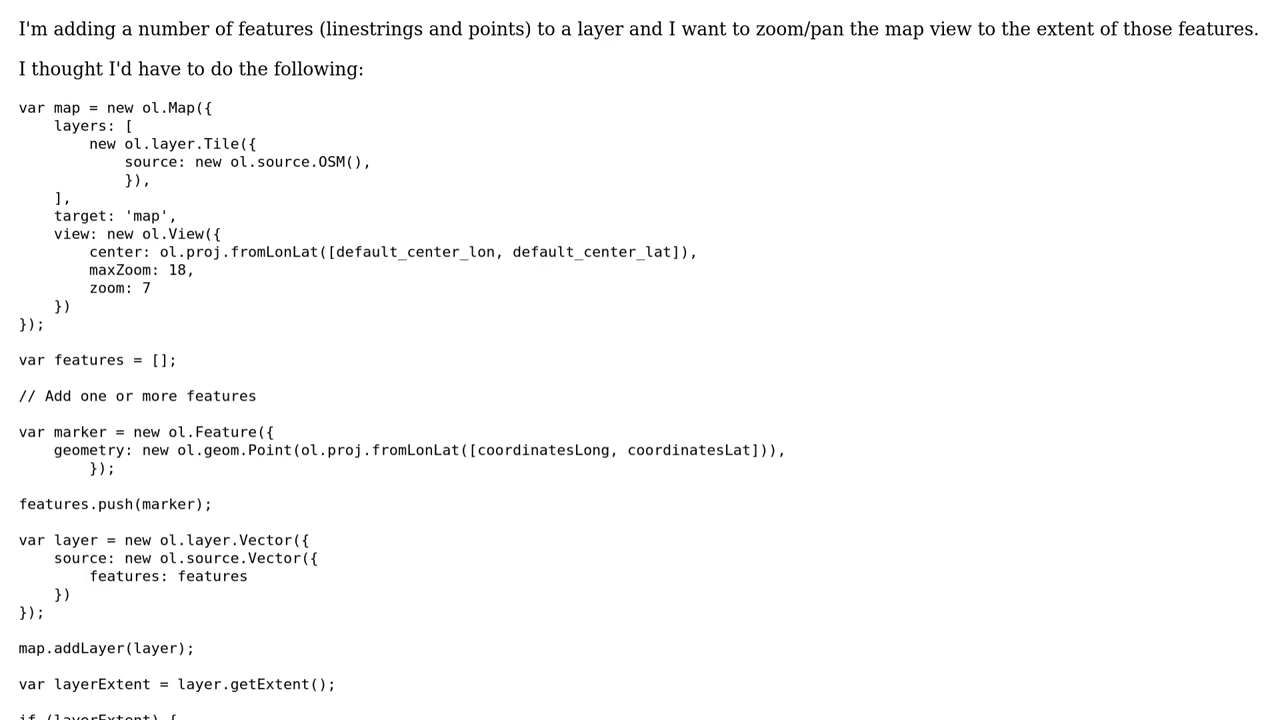 I'm adding a number of features (linestrings and points) to a layer and I want to zoom/pan the map view to the extent of those features.
I thought I'd have to do the following:
var map = new ol.Map({
    layers: [
        new ol.layer.Tile({
            source: new ol.source.OSM(),
            }),
    ],
    target: 'map',
    view: new ol.View({
        center: ol.proj.fromLonLat([default_center_lon, default_center_lat]),
        maxZoom: 18,
        zoom: 7
    })
});
var features = [];
// Add one or more features
var marker = new ol.Feature({
    geometry: new ol.geom.Point(ol.proj.fromLonLat([coordinatesLong, coordinatesLat])),
        });
features.push(marker);
var layer = new ol.layer.Vector({
    source: new ol.source.Vector({
        features: features
    })
});
map.addLayer(layer);
var layerExtent = layer.getExtent();
if (layerExtent) {